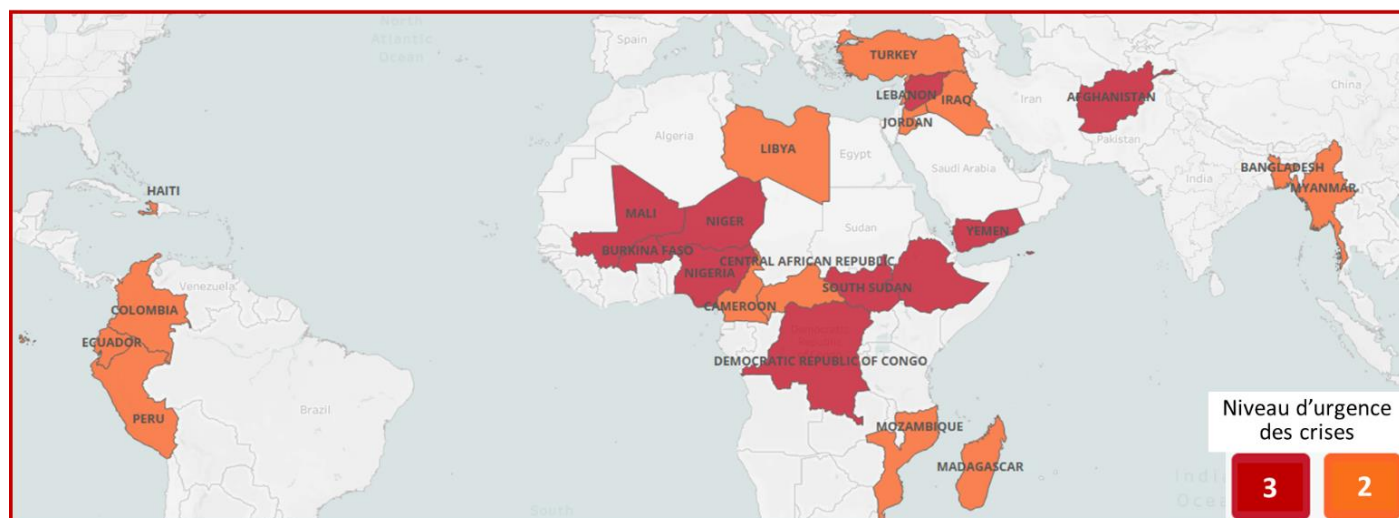 North
Atlantic
Ocean
Spain
TURKEY
LEBANON
IRAQ
JORDAN
Iran
AFGHANISTAN
China
Pakistan
Algeria
LIBYA
Egypt
Saudi Arabia
India
BANGLADESH
MYANMAR
HAITI
MALI
NIGER
Sudan
YEMEN
BURKINA FASO
CENTRAL AFRICAN REPUBLIC
NIGERIA
SOUTH SUDAN
CAMEROON
Venezuela
COLOMBIA
ECUADOR
DEMOCRATIC REPUBLIC OF CONGO
PERU
Brazil
MOZAMBIQUE
MADAGASCAR
Niveau d’urgence
des crises
3
2
South